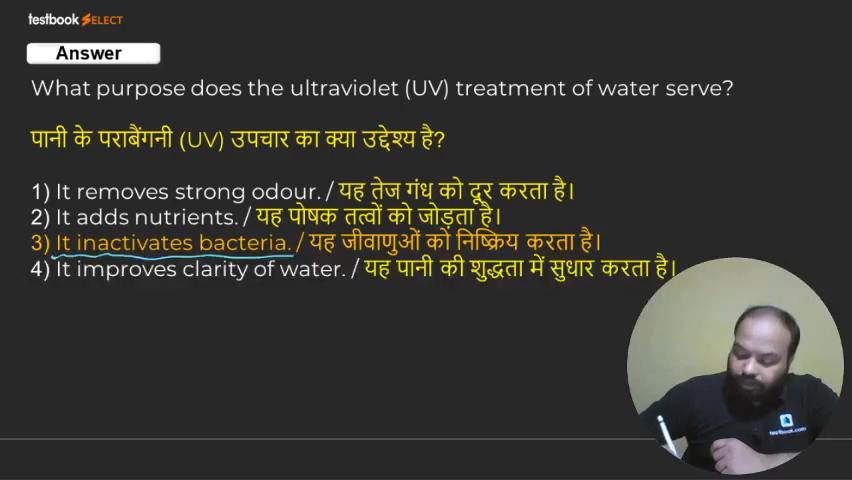 testbook SELECT
Answer
What purpose does the ultraviolet (UV) treatment of water serve?
पानी के पराबैंगनी (UV) उपचार का क्या उद्देश्य है?
1) It removes strong odour. / यह तेज गंध को दूर करता है।
2) It adds nutrients. / यह पोषक तत्वों को जोड़ता है।
3) It inactivates bacteria. / यह जीवाणुओं को निष्क्रिय करता है।
4) It improves clarity of water. / यह पानी की शुद्धता में सुधार करता है।
testbook.com